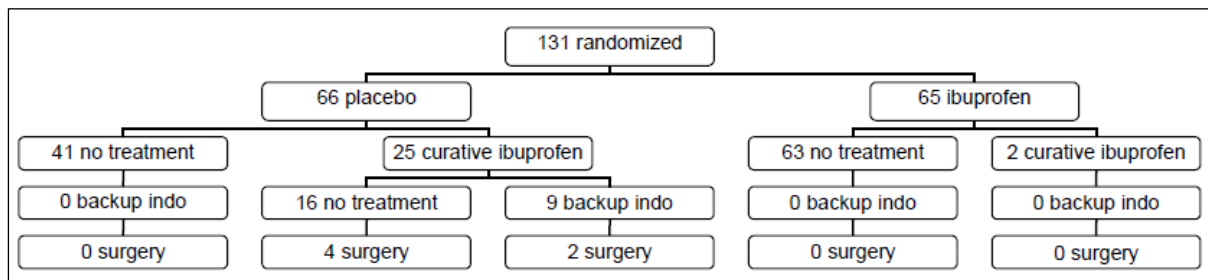 131 randomized
66 placebo
65 ibuprofen
41 no treatment
25 curative ibuprofen
63 no treatment
2 curative ibuprofen
0 backup indo
16 no treatment
9 backup indo
0 backup indo
0 backup indo
0 surgery
4 surgery
2 surgery
0 surgery
0 surgery